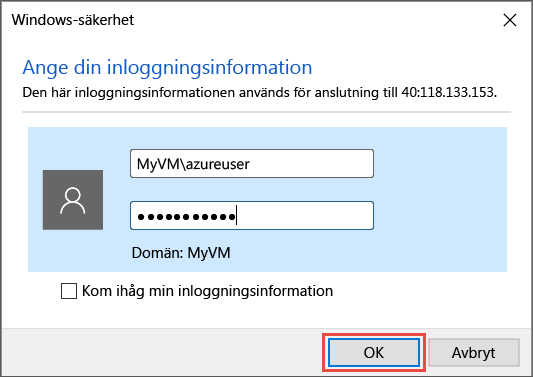 Windows-säkerhet
Ange din inloggningsinformation
Den här inloggningsinformationen används för anslutning till 40:118.133.153.
MyVM\azureuser
●●●●●●●●●●●
Domän: MyVM
Kom ihåg min inloggningsinformation
OK
Avbryt